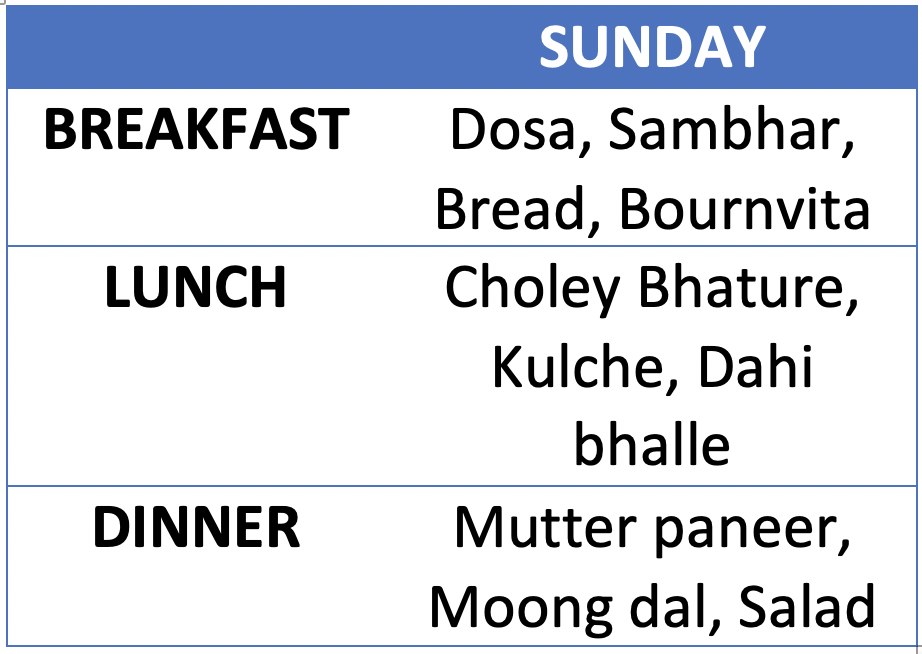 SUNDAY
BREAKFAST
Dosa, Sambhar,
Bread, Bournvita
LUNCH
Choley Bhature,
Kulche, Dahi
bhalle
DINNER
Mutter paneer,
Moong dal, Salad